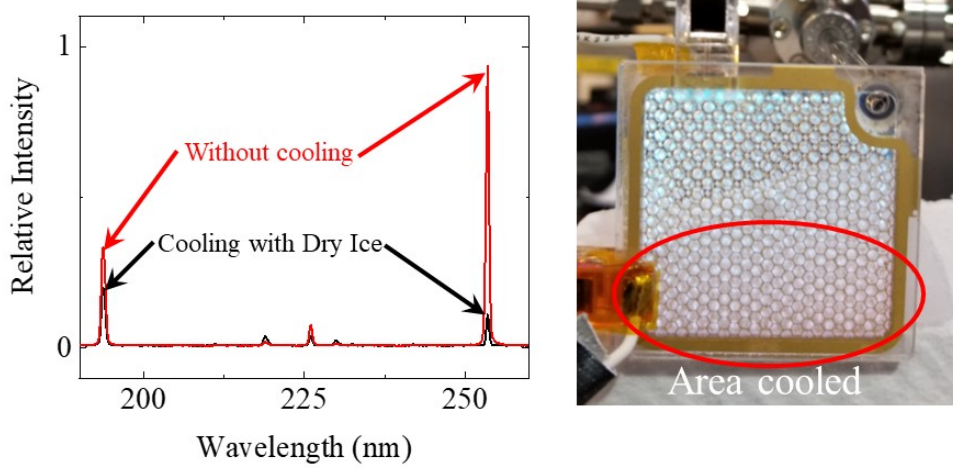 1
Without cooling
Relative Intensity
Cooling with Dry Ice
0
200
225
250
Wavelength (nm)
Area cooled